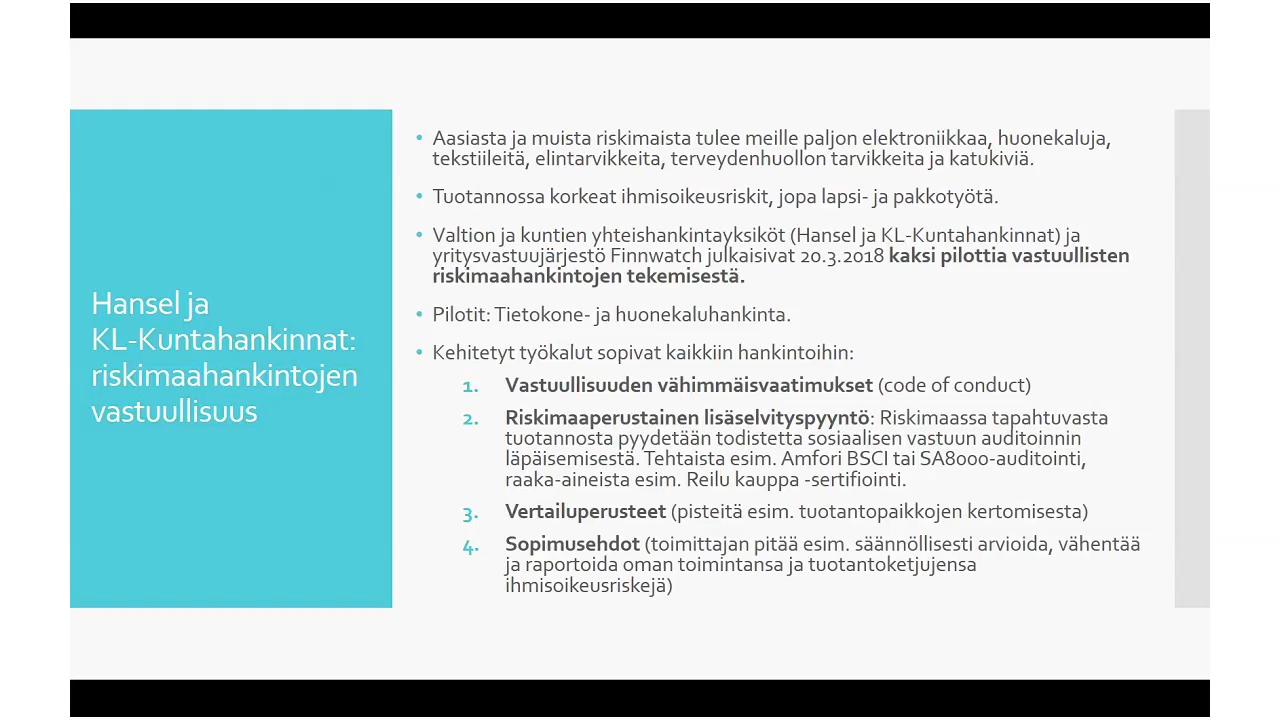 Hansel ja
KL-Kuntahankinnat:
riskimaahankintojen
vastuullisuus
• Aasiasta ja muista riskimaista tulee meille paljon elektroniikkaa, huonekaluja,
tekstiileitä, elintarvikkeita, terveydenhuollon tarvikkeita ja katukiviä.
• Tuotannossa korkeat ihmisoikeusriskit, jopa lapsi- ja pakkotyötä.
• Valtion ja kuntien yhteishankintayksiköt (Hansel ja KL-Kuntahankinnat) ja
yritysvastuujärjestö Finnwatch julkaisivat 20.3.2018 kaksi pilottia vastuullisten
riskimaahankintojen tekemisestä.
• Pilotit: Tietokone- ja huonekaluhankinta.
• Kehitetyt työkalut sopivat kaikkiin hankintoihin:
1. Vastuullisuuden vähimmäisvaatimukset (code of conduct)
2. Riskimaaperustainen lisäselvityspyyntö: Riskimaassa tapahtuvasta
tuotannosta pyydetään todistetta sosiaalisen vastuun auditoinnin
läpäisemisestä. Tehtaista esim. Amfori BSCI tai SA8000-auditointi,
raaka-aineista esim. Reilu kauppa -sertifiointi.
3. Vertailuperusteet (pisteitä esim. tuotantopaikkojen kertomisesta)
4. Sopimusehdot (toimittajan pitää esim. säännöllisesti arvioida, vähentää
ja raportoida oman toimintansa ja tuotantoketjujensa
ihmisoikeusriskejä)